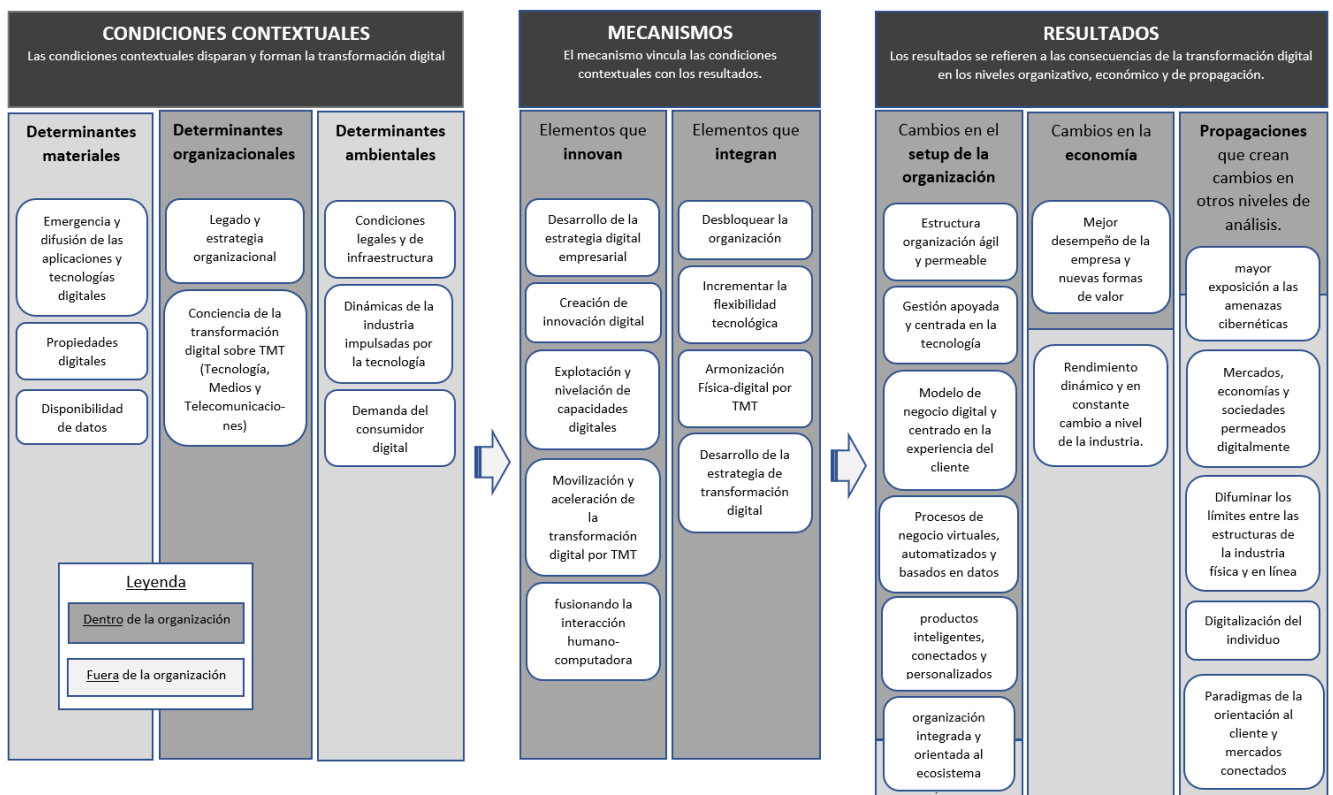 CONDICIONES CONTEXTUALES
Las condiciones contextuales disparan y forman la transformación digital
Determinantes
materiales
Emergencia y
difusión de las
aplicaciones y
tecnologías
digitales
Propiedades
digitales
Disponibilidad
de datos
Determinantes
organizacionales
Legado y
estrategia
organizacional
Conciencia de la
transformación
digital sobre TMT
(Tecnología,
Medios y
Telecomunicacio-
nes)
Determinantes
ambientales
Condiciones
legales y de
infraestructura
Dinámicas de la
industria
impulsadas por
la tecnología
Demanda del
consumidor
digital
Leyenda
Dentro de la organización
Fuera de la organización
MECANISMOS
El mecanismo vincula las condiciones
contextuales con los resultados.
Elementos que
innovan
Desarrollo de la
estrategia digital
empresarial
Creación de
innovación digital
Explotación y
nivelación de
capacidades
digitales
Movilización y
aceleración de
la
transformación
digital por TMT
fusionando la
interacción
humano-
computadora
Elementos que
integran
Desbloquear la
organización
Incrementar la
flexibilidad
tecnológica
Armonización
Física-digital por
TMT
Desarrollo de la
estrategia de
transformación
digital
RESULTADOS
Los resultados se refieren a las consecuencias de la transformación digital
en los niveles organizativo, económico y de propagación.
Cambios en el
setup de la
organización
Estructura
organización ágil
y permeable
Gestión apoyada
y centrada en la
tecnología
Modelo de
negocio digital y
centrado en la
experiencia del
cliente
Procesos de
negocio virtuales,
automatizados y
basados en datos
productos
inteligentes,
conectados y
personalizados
organización
integrada y
orientada al
ecosistema
Cambios en la
economía
Mejor
desempeño de la
empresa y
nuevas formas
de valor
Rendimiento
dinámico y en
constante
cambio a nivel
de la industria.
Propagaciones
que crean
cambios en
otros niveles de
análisis.
mayor
exposición a las
amenazas
cibernéticas
Mercados,
economías y
sociedades
permeados
digitalmente
Difuminar los
límites entre las
estructuras de
la industria
física y en línea
Digitalización del
individuo
Paradigmas de la
orientación al
cliente y
mercados
conectados